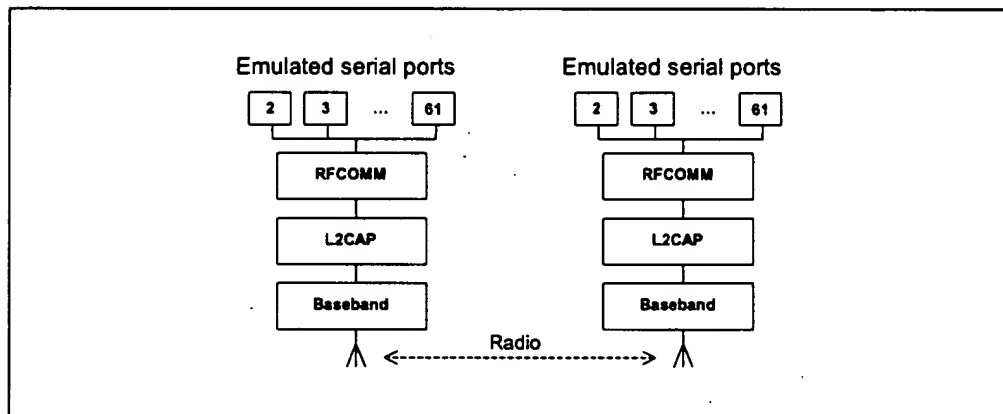 Emulated serial ports Emulated serial ports
2 3 ... 61 2 3 ... 61
RFCOMM RFCOMM
L2CAP L2CAP
Baseband Baseband
Radio